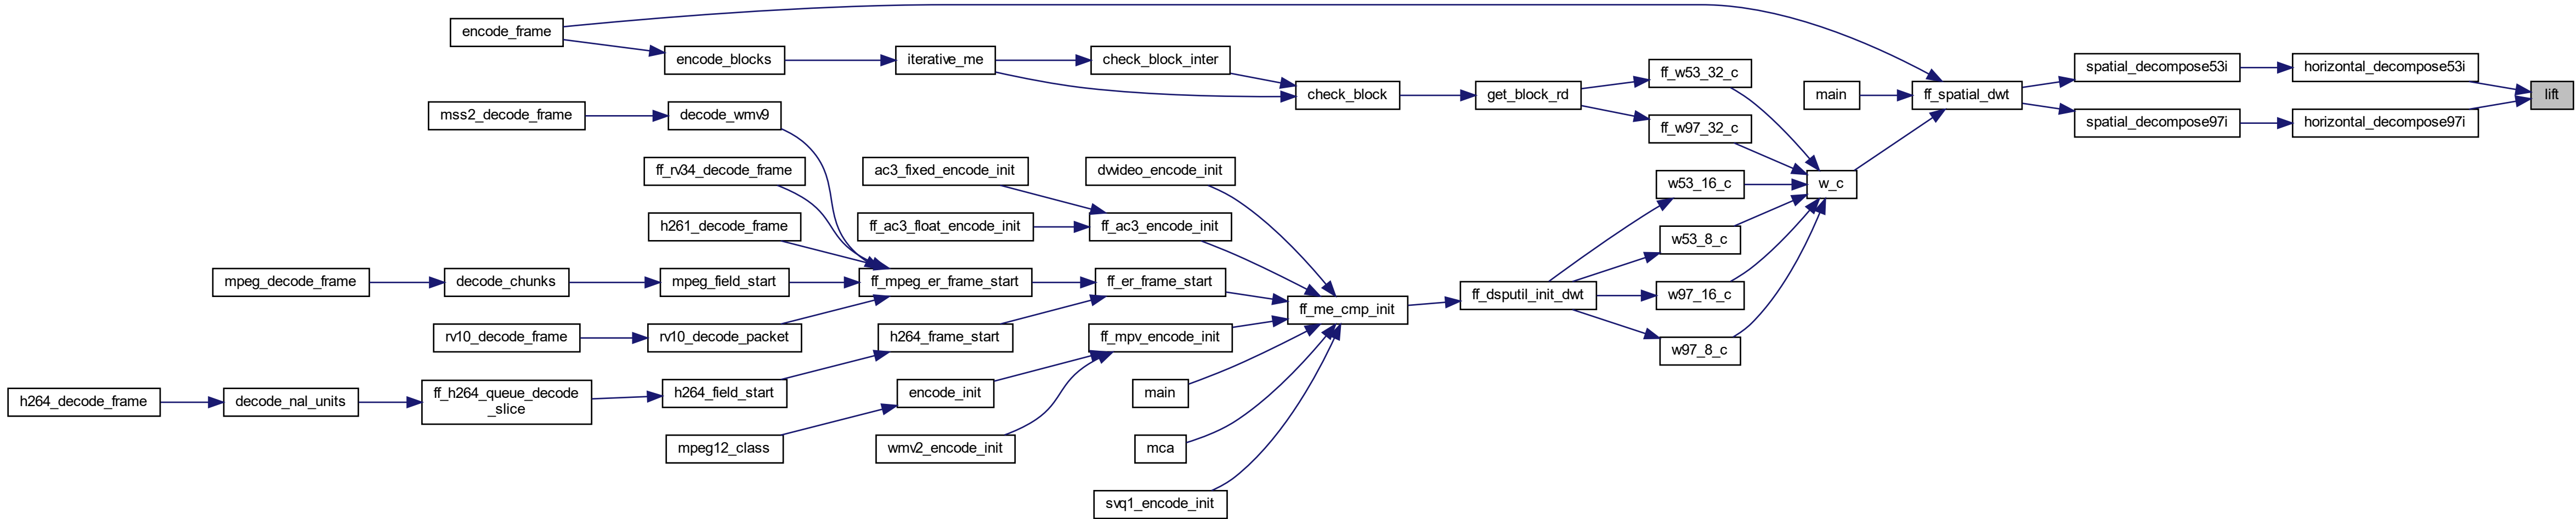 encode_frame
encode_blocks
iterative_me
check_block_inter
check_block
get_block_rd
ff_w53_32_c
ff_w97_32_c
main
ff_spatial_dwt
spatial_decompose53i
horizontal_decompose53i
lift
spatial_decompose97i
horizontal_decompose97i
mss2_decode_frame
decode_wmv9
ff_rv34_decode_frame
ac3_fixed_encode_init
dwideo_encode_init
w53_16_c
w_c
h261_decode_frame
ff_ac3_float_encode_init
ff_ac3_encode_init
w53_8_c
mpeg_decode_frame
decode_chunks
mpeg_field_start
ff_mpeg_er_frame_start
ff_er_frame_start
ff_me_cmp_init
ff_dsputil_init_dwt
w97_16_c
rv10_decode_frame
rv10_decode_packet
h264_frame_start
ff_mpv_encode_init
w97_8_c
h264_decode_frame
decode_nal_units
ff_h264_queue_decode
_slice
h264_field_start
encode_init
main
mpeg12_class
wmv2_encode_init
mca
svq1_encode_init